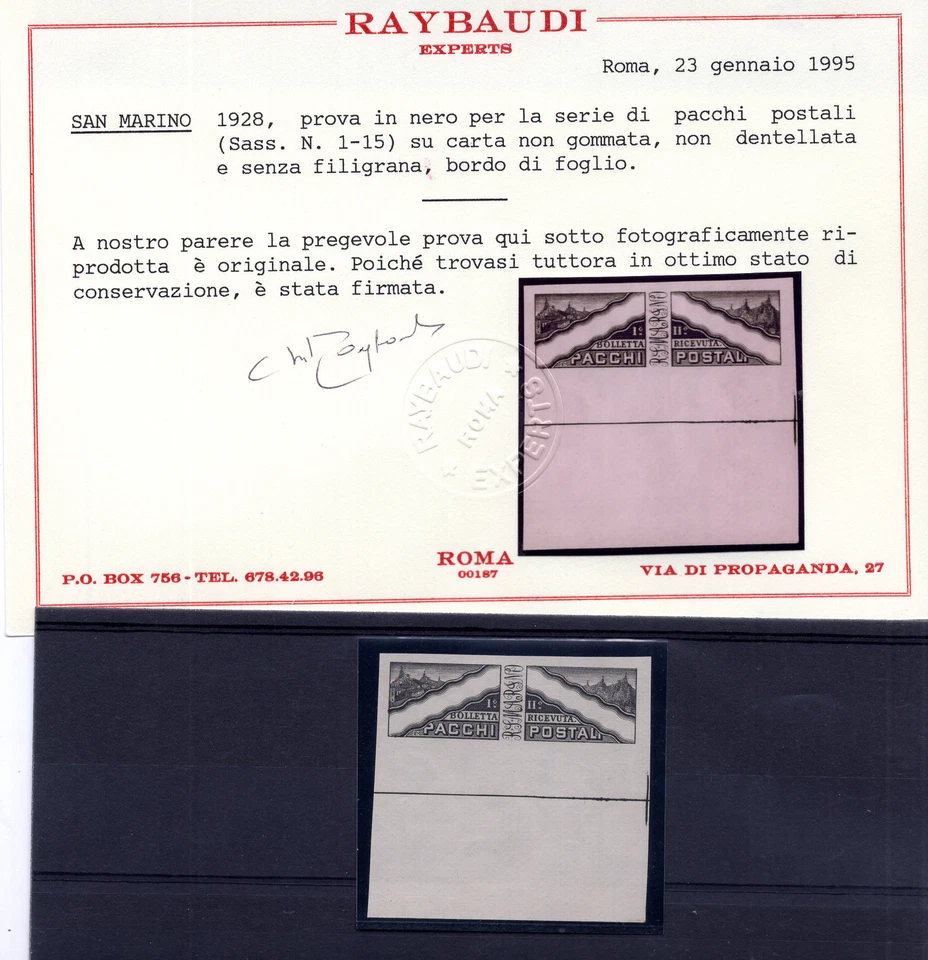 RAYBAUDI
EXPERTS
Roma, 23 gennaio 1995
SAN MARINO 1928, prova in nero per la serie di pacchi postali
(Sass. N. 1-15) su carta non gommata, non dentellata
e senza filigrana, bordo di foglio.
A nostro parere la pregevole prova qui sotto fotograficamente ri-
prodotta è originale. Poiché trovasi tuttora in ottimo stato di
conservazione, è stata firmata.
RAYBAUDI * EXPERTS *
ROMA
Iº IIº
BOLLETTA RICEVUTA
PACCHI POSTALI
ROMA
00187
P.O. BOX 756 - TEL. 678.42.96
VIA DI PROPAGANDA, 27
Iº IIº
BOLLETTA RICEVUTA
PACCHI POSTALI